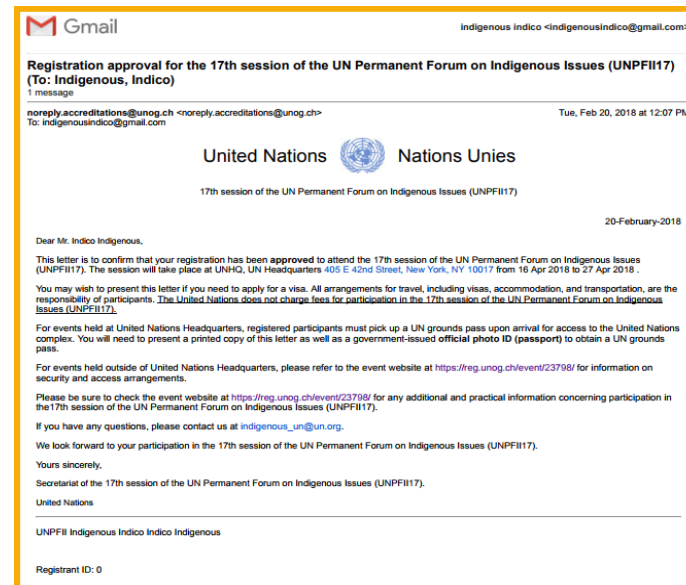 Gmail
indigenous indico <indigenousindico@gmail.com>
Registration approval for the 17th session of the UN Permanent Forum on Indigenous Issues (UNPFII17)
(To: Indigenous, Indico)
1 message
noreply.accreditations@unog.ch <noreply.accreditations@unog.ch>
Tue, Feb 20, 2018 at 12:07 PM
To: indigenousindico@gmail.com
United Nations Nations Unies
17th session of the UN Permanent Forum on Indigenous Issues (UNPFII17)
20-February-2018
Dear Mr. Indico Indigenous,
This letter is to confirm that your registration has been approved to attend the 17th session of the UN Permanent Forum on Indigenous Issues
(UNPFII17). The session will take place at UNHQ, UN Headquarters 405 E 42nd Street, New York, NY 10017 from 16 Apr 2018 to 27 Apr 2018 .
You may wish to present this letter if you need to apply for a visa. All arrangements for travel, including visas, accommodation, and transportation, are the
responsibility of participants. The United Nations does not charge fees for participation in the 17th session of the UN Permanent Forum on Indigenous
Issues (UNPFII17).
For events held at United Nations Headquarters, registered participants must pick up a UN grounds pass upon arrival for access to the United Nations
complex. You will need to present a printed copy of this letter as well as a government-issued official photo ID (passport) to obtain a UN grounds
pass.
For events held outside of United Nations Headquarters, please refer to the event website at https://reg.unog.ch/event/23798/ for information on
security and access arrangements.
Please be sure to check the event website at https://reg.unog.ch/event/23798/ for any additional and practical information concerning participation in
the17th session of the UN Permanent Forum on Indigenous Issues (UNPFII17).
If you have any questions, please contact us at indigenous_un@un.org.
We look forward to your participation in the 17th session of the UN Permanent Forum on Indigenous Issues (UNPFII17).
Yours sincerely,
Secretariat of the 17th session of the UN Permanent Forum on Indigenous Issues (UNPFII17).
United Nations
UNPFII Indigenous Indico Indico Indigenous
Registrant ID: 0